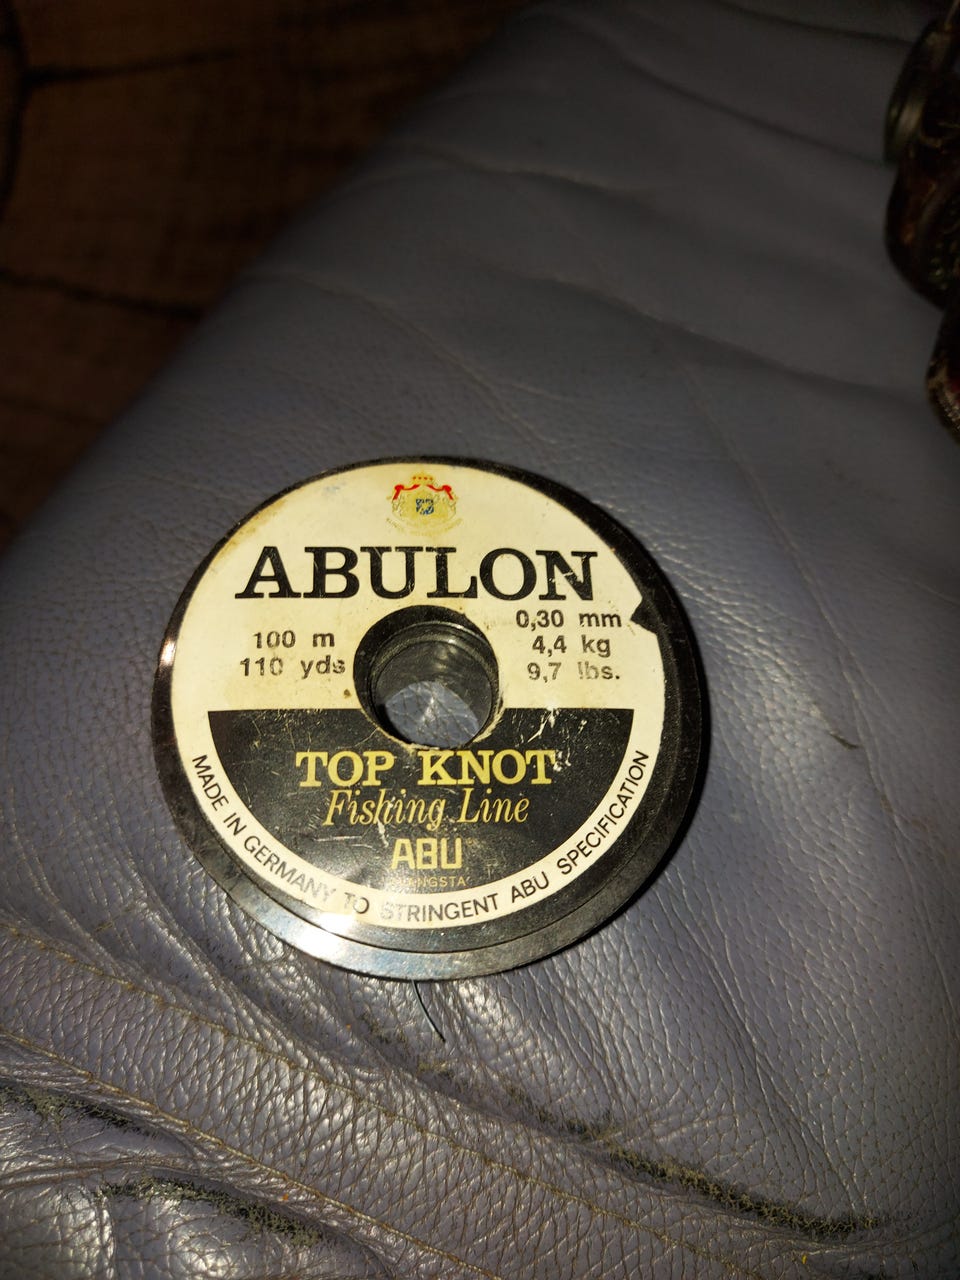 ABULON
100 m
110 yds
0,30 mm
4,4 kg
9,7 lbs.
TOP KNOT
Fishing Line
ABU
MADE IN GERMANY TO STRINGENT ABU SPECIFICATION